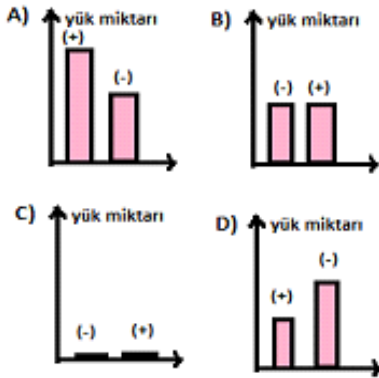 A) yük miktarı
(+)
(-)
B) yük miktarı
(-) (+)
C) yük miktarı
(-) (+)
D) yük miktarı
(+)
(-)